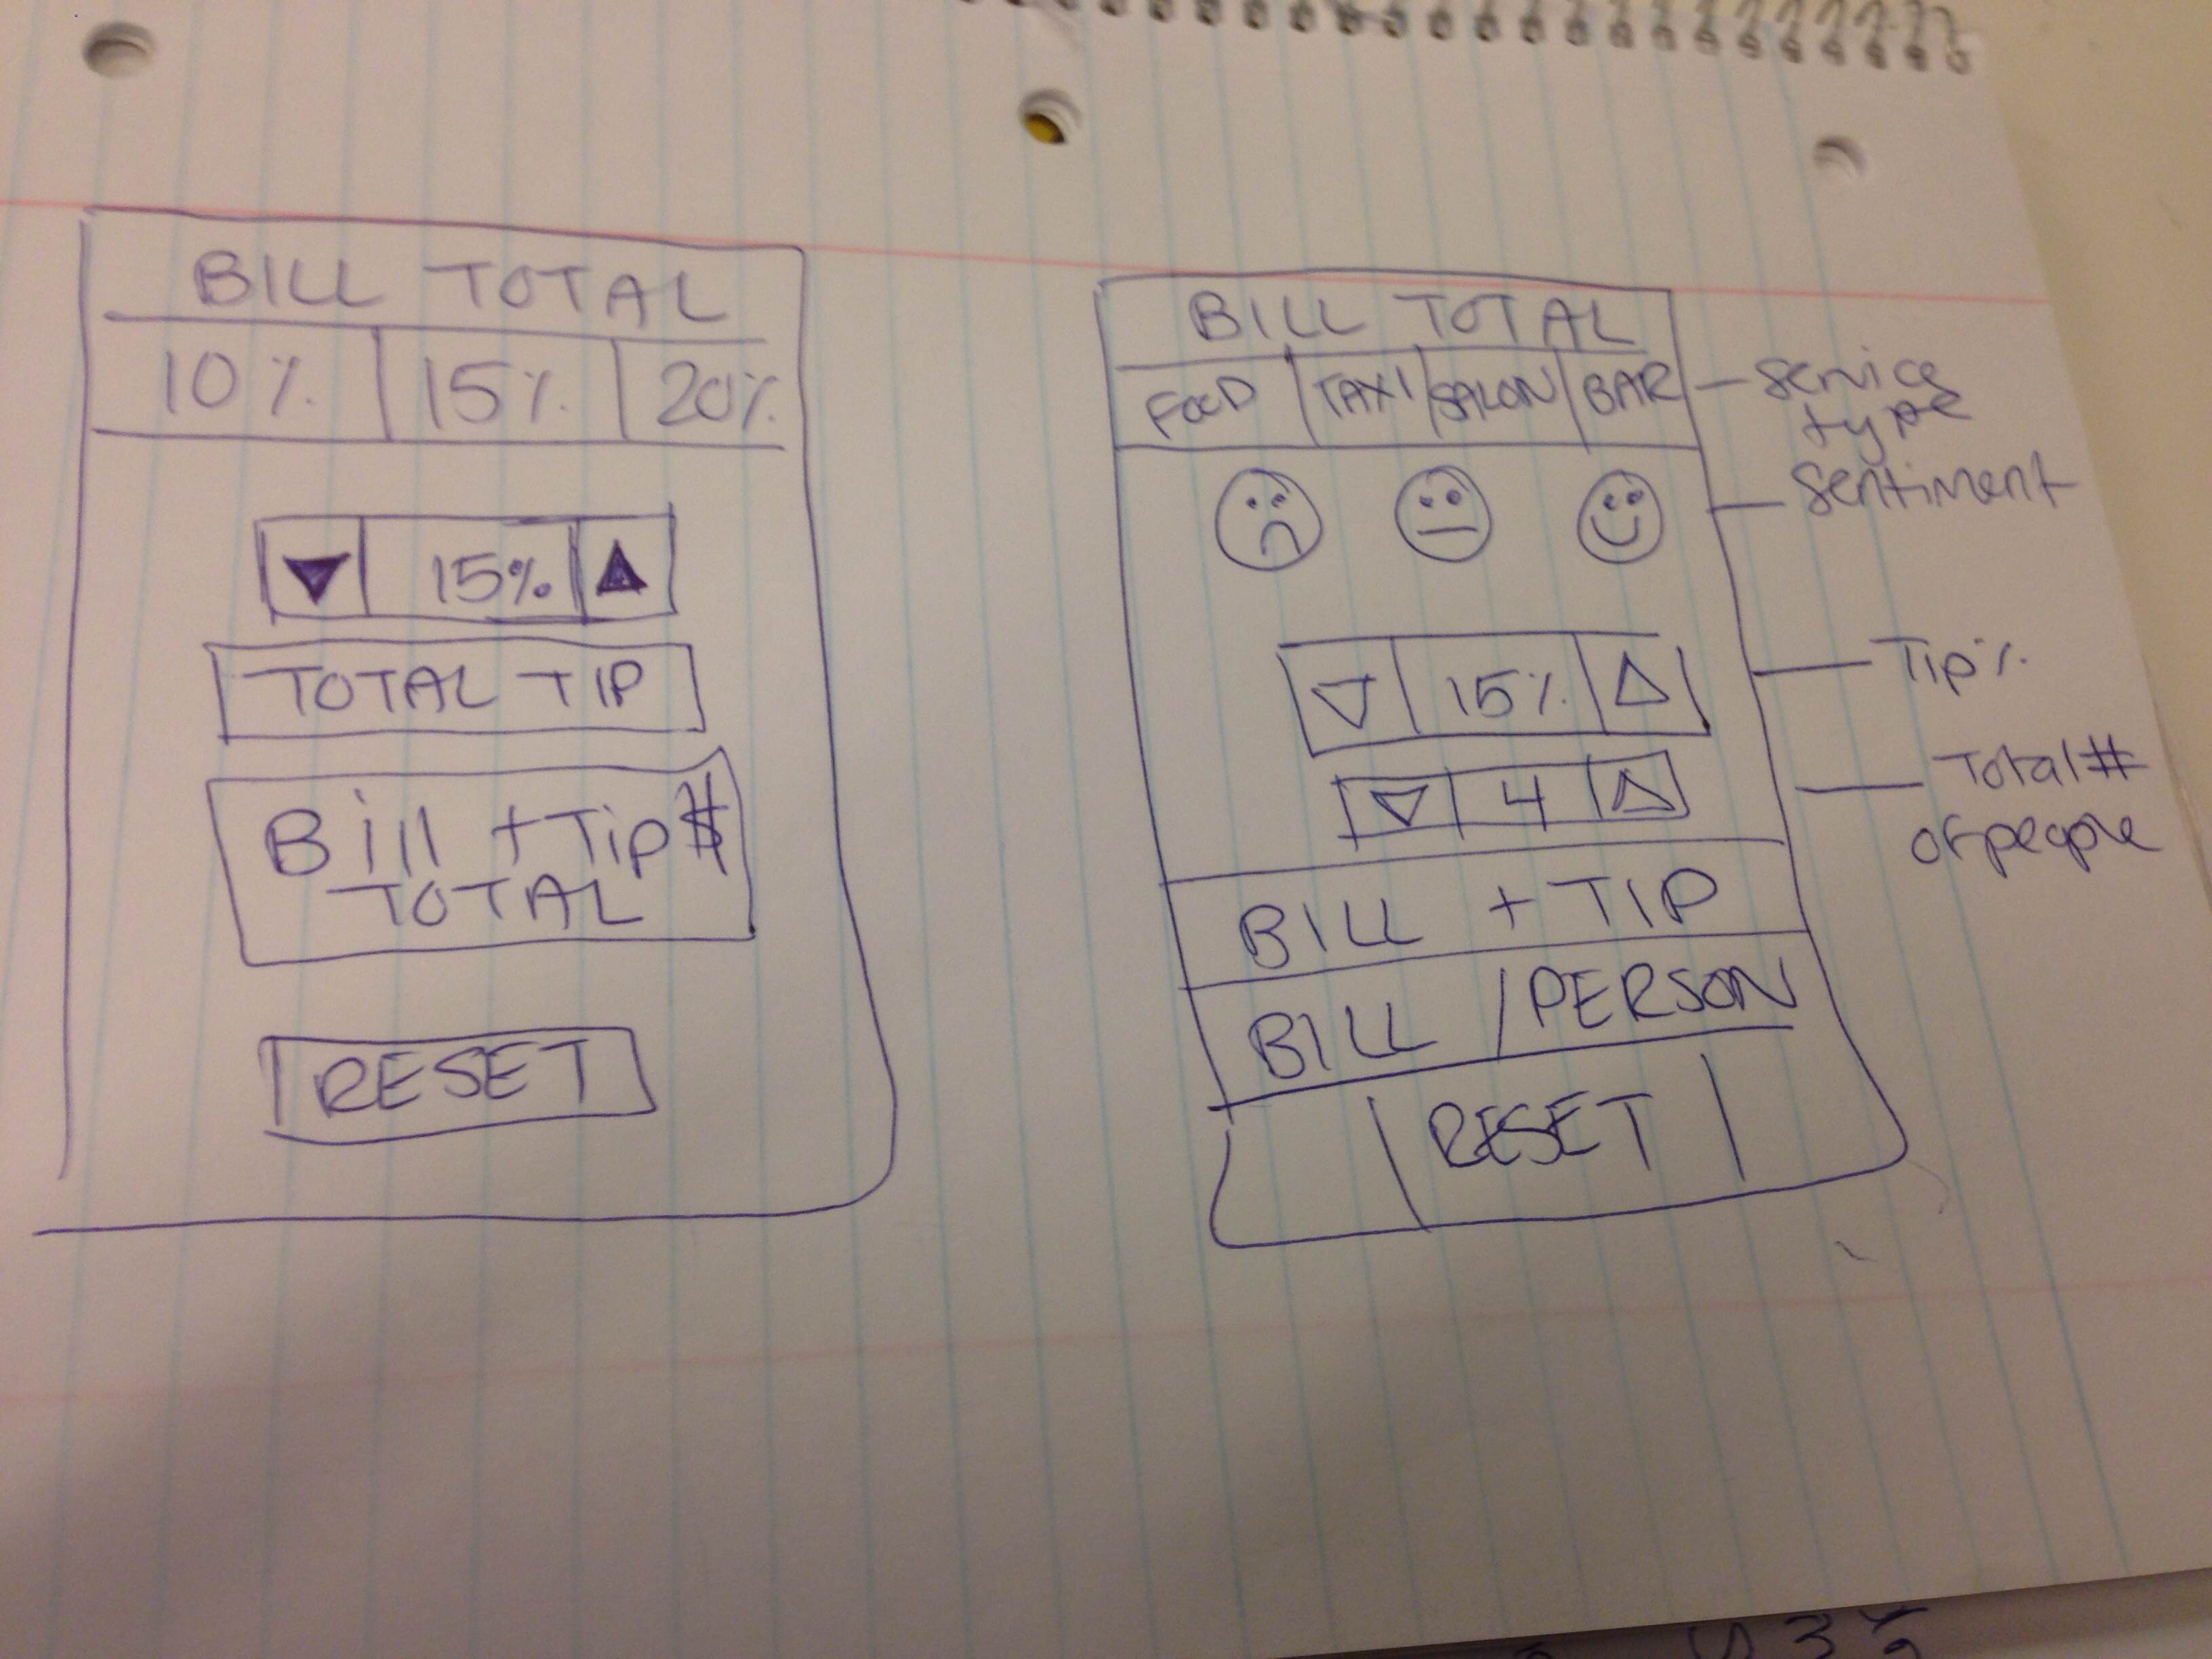 BILL TOTAL
10% 15% 20%
15%
TOTAL TIP
Bill + Tip $
TOTAL
RESET
BILL TOTAL
FOOD TAXI SALON BAR
service
type
sentiment
15%
Tip%
4
Total #
of people
BILL + TIP
BILL / PERSON
RESET